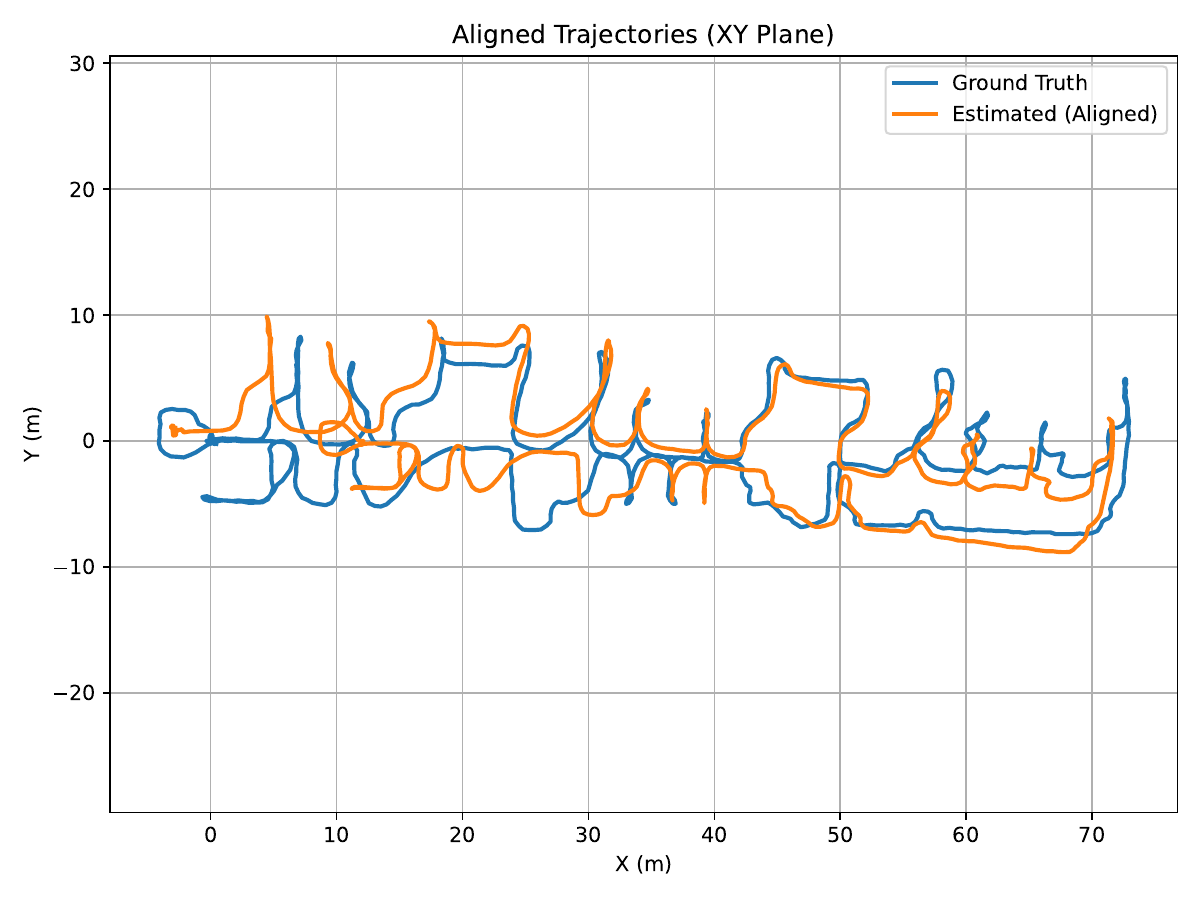 Aligned Trajectories (XY Plane)
Ground Truth
Estimated (Aligned)
30
20
10
0
−10
−20
Y (m)
0 10 20 30 40 50 60 70
X (m)